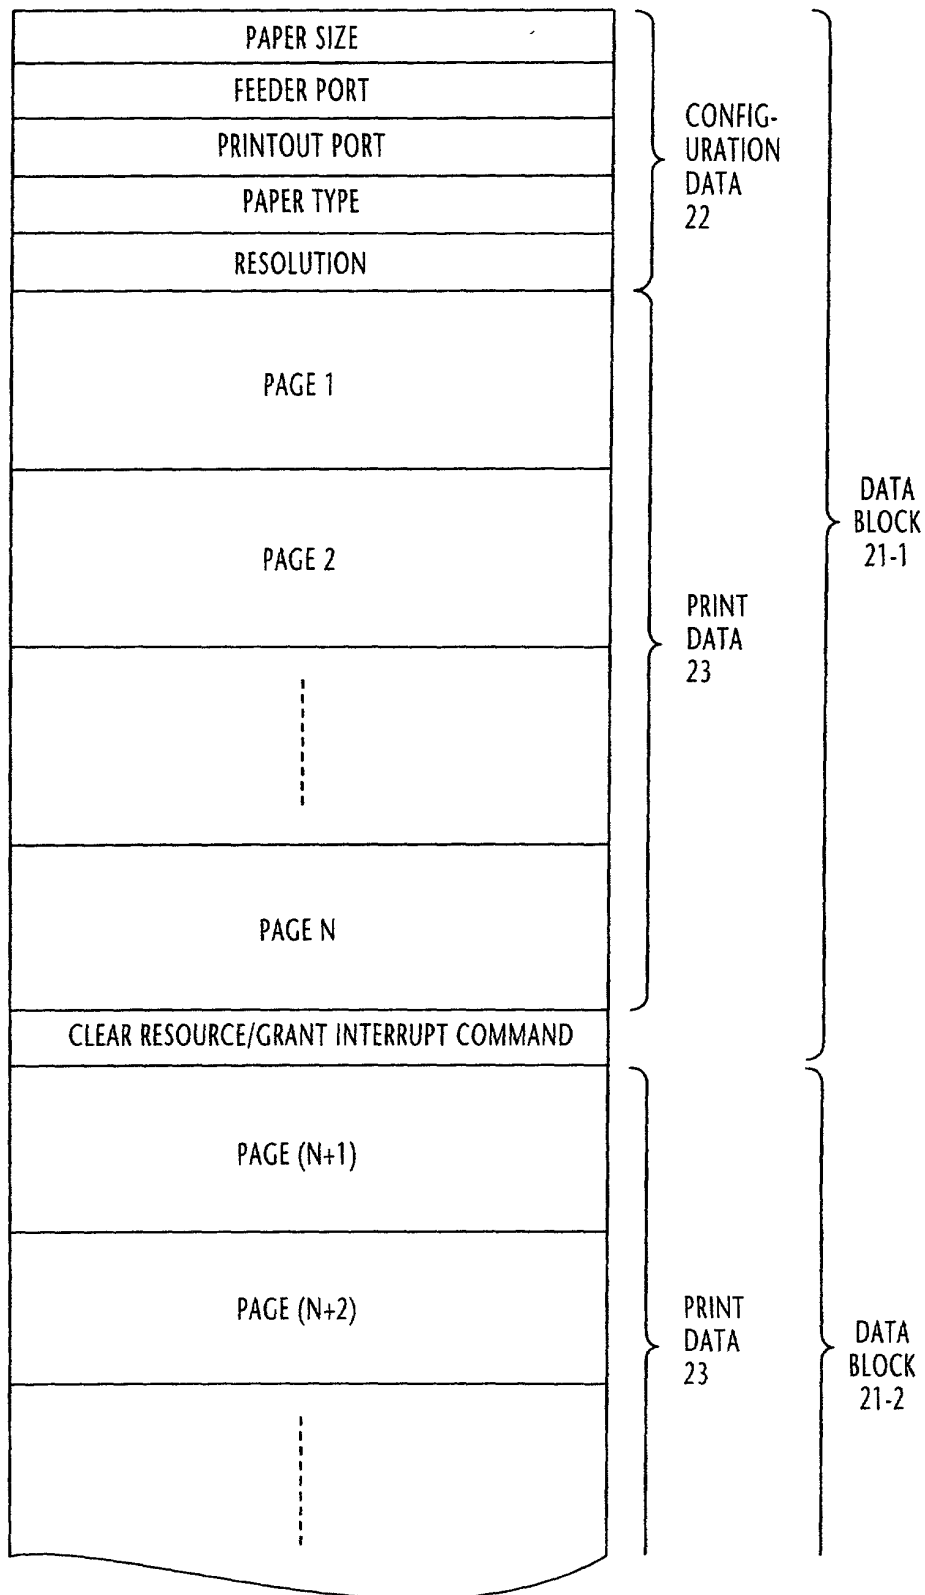 PAPER SIZE
FEEDER PORT
PRINTOUT PORT
PAPER TYPE
RESOLUTION
CONFIG-
URATION
DATA
22
PAGE 1
PAGE 2
PAGE N
PRINT
DATA
23
DATA
BLOCK
21-1
CLEAR RESOURCE/GRANT INTERRUPT COMMAND
PAGE (N+1)
PAGE (N+2)
PRINT
DATA
23
DATA
BLOCK
21-2